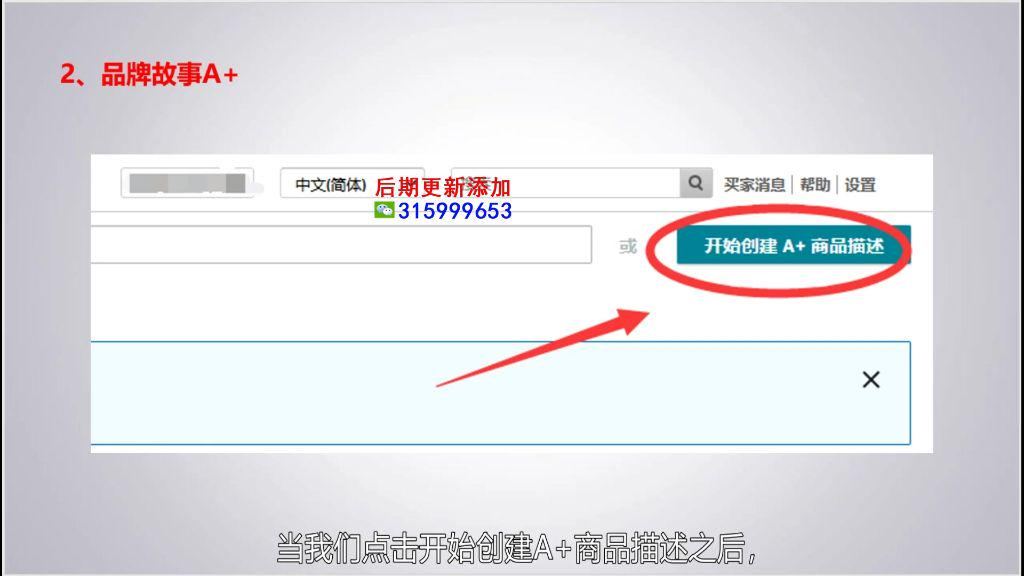 2、品牌故事A+
中文(简体)
后期更新添加
买家消息 | 帮助 | 设置
315999653
或
开始创建 A+ 商品描述
当我们点击开始创建A+商品描述之后，